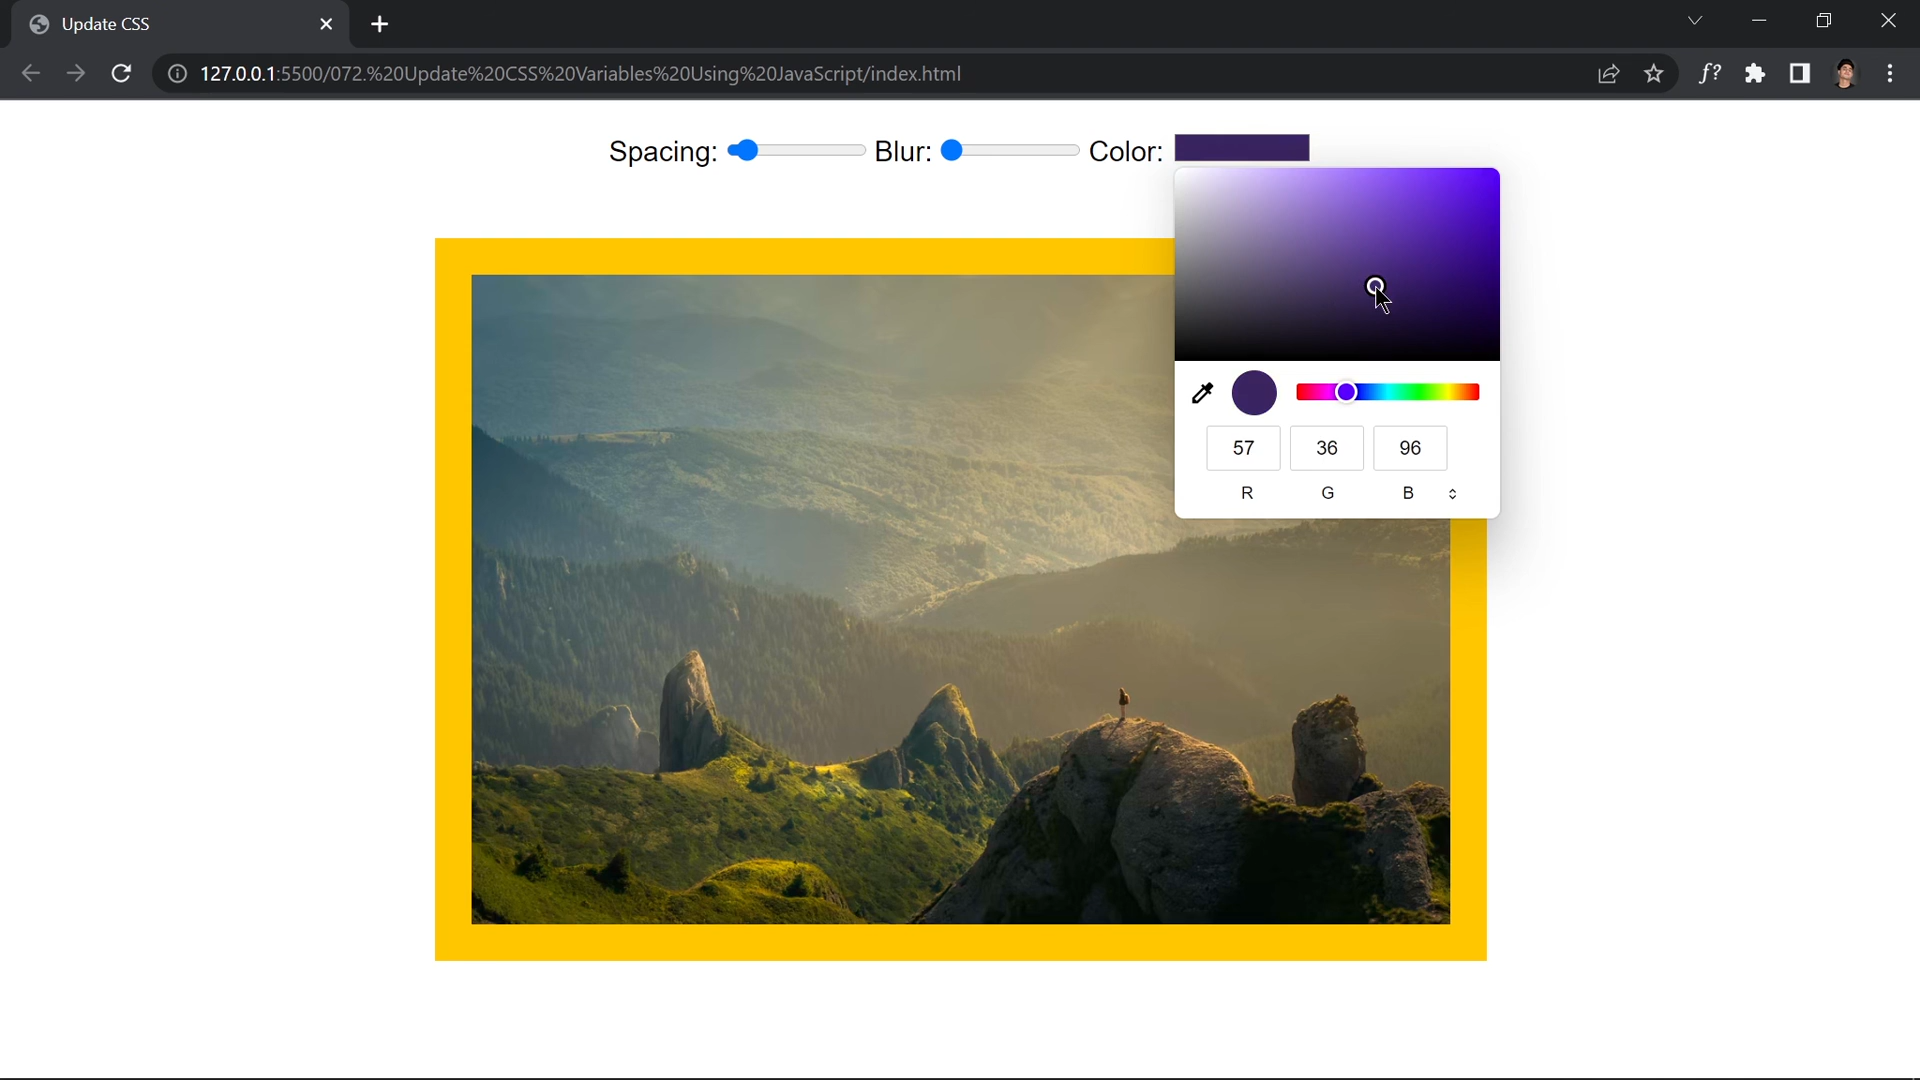 Update CSS
127.0.0.1:5500/072.%20Update%20CSS%20Variables%20Using%20JavaScript/index.html
f?
Spacing: Blur: Color:
57 36 96
R G B